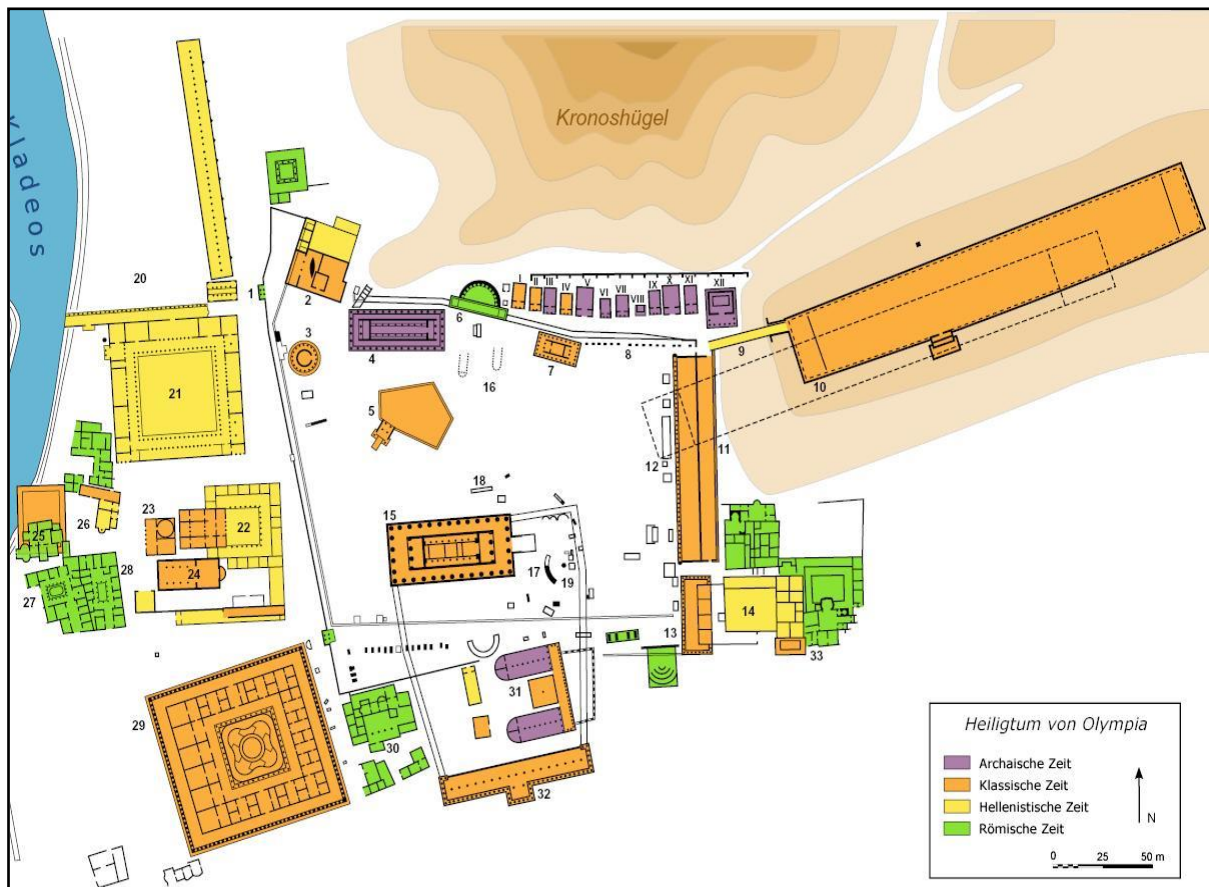 Kladeos
Kronoshügel
1
2
3
4
5
6
7
8
9
10
11
12
13
14
15
16
17
18
19
20
21
22
23
24
25
26
27
28
29
30
31
32
33
I
II
III
IV
V
VI
VII
VIII
IX
X
XI
XII
Heiligtum von Olympia
Archaische Zeit
Klassische Zeit
Hellenistische Zeit
Römische Zeit
N
0 25 50 m